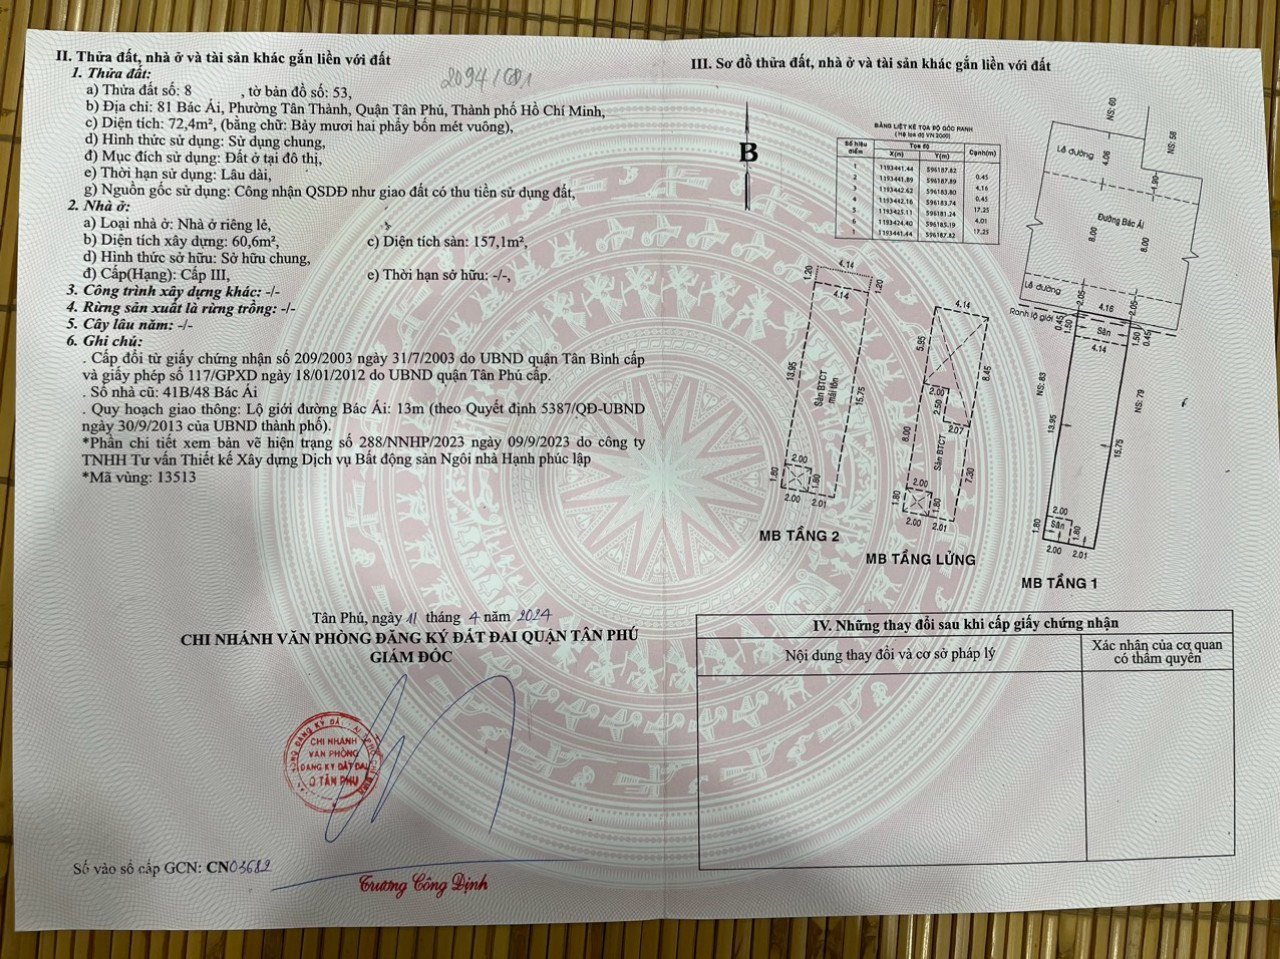 II. Thửa đất, nhà ở và tài sản khác gắn liền với đất
1. Thửa đất:
a) Thửa đất số: 8 , tờ bản đồ số: 53,
b) Địa chỉ: 81 Bác Ái, Phường Tân Thành, Quận Tân Phú, Thành phố Hồ Chí Minh,
c) Diện tích: 72,4m², (bằng chữ: Bảy mươi hai phẩy bốn mét vuông),
d) Hình thức sử dụng: Sử dụng chung,
đ) Mục đích sử dụng: Đất ở tại đô thị,
e) Thời hạn sử dụng: Lâu dài,
g) Nguồn gốc sử dụng: Công nhận QSDĐ như giao đất có thu tiền sử dụng đất,
2. Nhà ở:
a) Loại nhà ở: Nhà ở riêng lẻ,
b) Diện tích xây dựng: 60,6m², c) Diện tích sàn: 157,1m²,
d) Hình thức sở hữu: Sở hữu chung,
đ) Cấp(Hạng): Cấp III, e) Thời hạn sở hữu: -/-,
3. Công trình xây dựng khác: -/-
4. Rừng sản xuất là rừng trồng: -/-
5. Cây lâu năm: -/-
6. Ghi chú:
. Cấp đổi từ giấy chứng nhận số 209/2003 ngày 31/7/2003 do UBND quận Tân Bình cấp
và giấy phép số 117/GPXD ngày 18/01/2012 do UBND quận Tân Phú cấp.
. Số nhà cũ: 41B/48 Bác Ái
. Quy hoạch giao thông: Lộ giới đường Bác Ái: 13m (theo Quyết định 5387/QĐ-UBND
ngày 30/9/2013 của UBND thành phố).
*Phần chi tiết xem bản vẽ hiện trạng số 288/NNHP/2023 ngày 09/9/2023 do công ty
TNHH Tư vấn Thiết kế Xây dựng Dịch vụ Bất động sản Ngôi nhà Hạnh phúc lập
*Mã vùng: 13513
Tân Phú, ngày 11 tháng 4 năm 2024
CHI NHÁNH VĂN PHÒNG ĐĂNG KÝ ĐẤT ĐAI QUẬN TÂN PHÚ
GIÁM ĐỐC
CHI NHÁNH
VĂN PHÒNG
ĐĂNG KÝ ĐẤT ĐAI
Q.TÂN PHÚ
Trương Công Định
Số vào sổ cấp GCN: CN03682
III. Sơ đồ thửa đất, nhà ở và tài sản khác gắn liền với đất
B
BẢNG LIỆT KÊ TỌA ĐỘ GÓC RANH
(Hệ tọa độ VN 2000)
Số hiệu điểm Tọa độ Cạnh(m)
X(m) Y(m)
1 1193441.44 596187.82
0.45
2 1193441.89 596187.89
4.16
3 1193442.62 596183.80
0.45
4 1193442.18 596183.74
17.25
5 1193425.11 596181.24
4.01
6 1193424.40 596185.19
17.25
1 1193441.44 596187.82
4.14
1.20 1.20
4.14
13.95 Sàn BTCT mái tôn 15.75
2.00
1.80 1.80
2.00 2.01
MB TẦNG 2
4.14
5.95 8.45
2.00
2.50
2.07
8.00 Sàn BTCT 7.30
2.00
1.80 1.80
2.00 2.01
MB TẦNG LỬNG
NS: 60
NS: 58
Lề đường 4.06
1.80
Đường Bác Ái
8.00 8.00
Lề đường 2.05 2.05
4.16
Ranh lộ giới 0.45 1.50 Sân 1.50 0.45
4.14
NS: 83 NS: 79
13.95 15.75
2.00
1.80 Sân 1.80
2.00 2.01
MB TẦNG 1
IV. Những thay đổi sau khi cấp giấy chứng nhận
Nội dung thay đổi và cơ sở pháp lý Xác nhận của cơ quan
có thẩm quyền